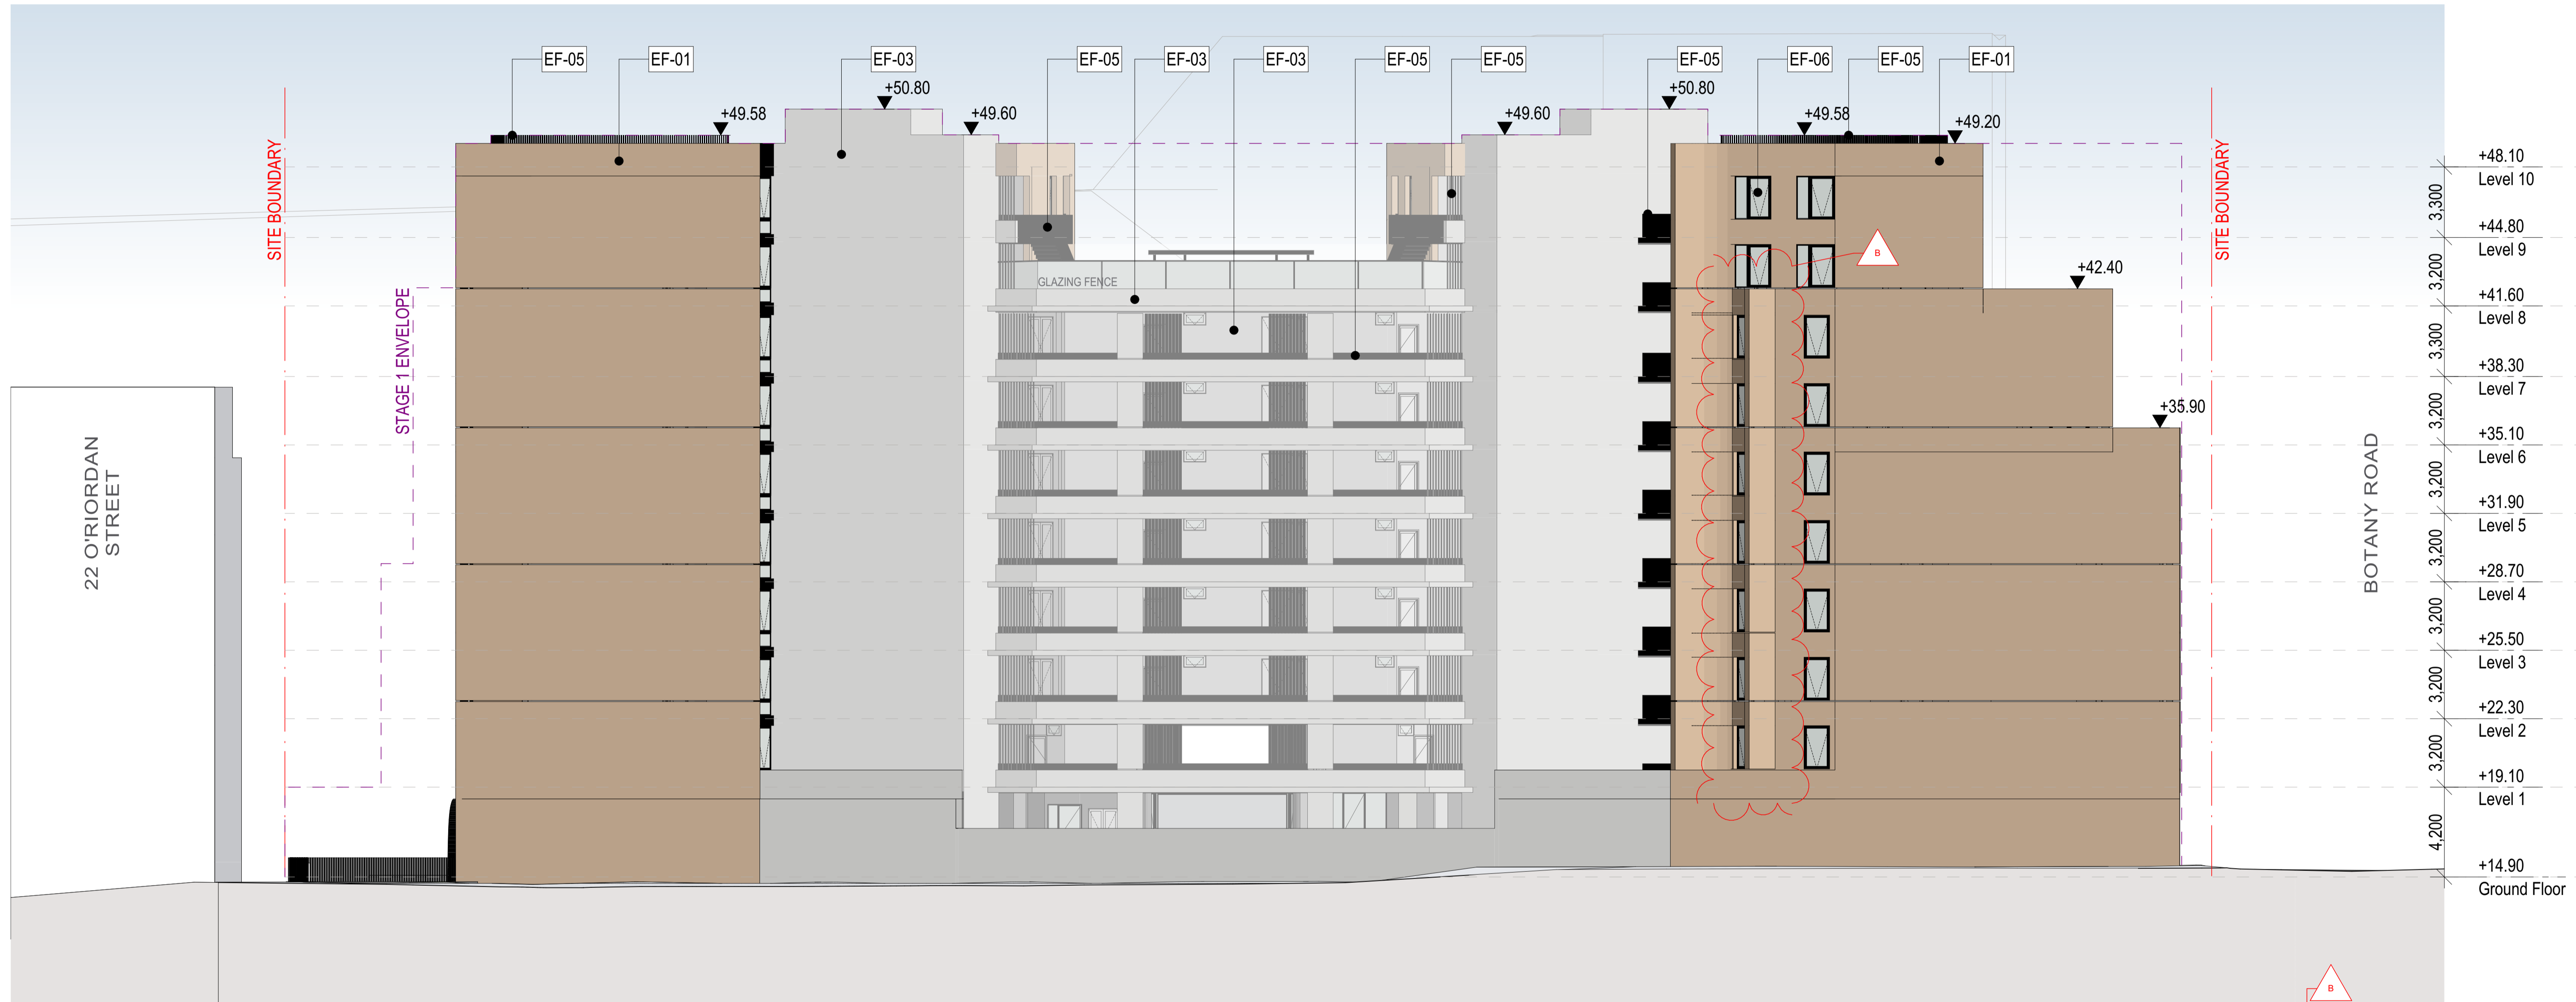 EF-05
EF-01
EF-03
EF-05
EF-03
EF-03
EF-05
EF-05
EF-05
EF-06
EF-05
EF-01
+50.80
+49.58
+49.60
+49.60
+50.80
+49.58
+49.20
SITE BOUNDARY
SITE BOUNDARY
STAGE 1 ENVELOPE
GLAZING FENCE
B
+42.40
+35.90
22 O'RIORDAN
STREET
BOTANY ROAD
+48.10
Level 10
3,300
+44.80
Level 9
3,200
+41.60
Level 8
3,300
+38.30
Level 7
3,200
+35.10
Level 6
3,200
+31.90
Level 5
3,200
+28.70
Level 4
3,200
+25.50
Level 3
3,200
+22.30
Level 2
3,200
+19.10
Level 1
4,200
+14.90
Ground Floor
B